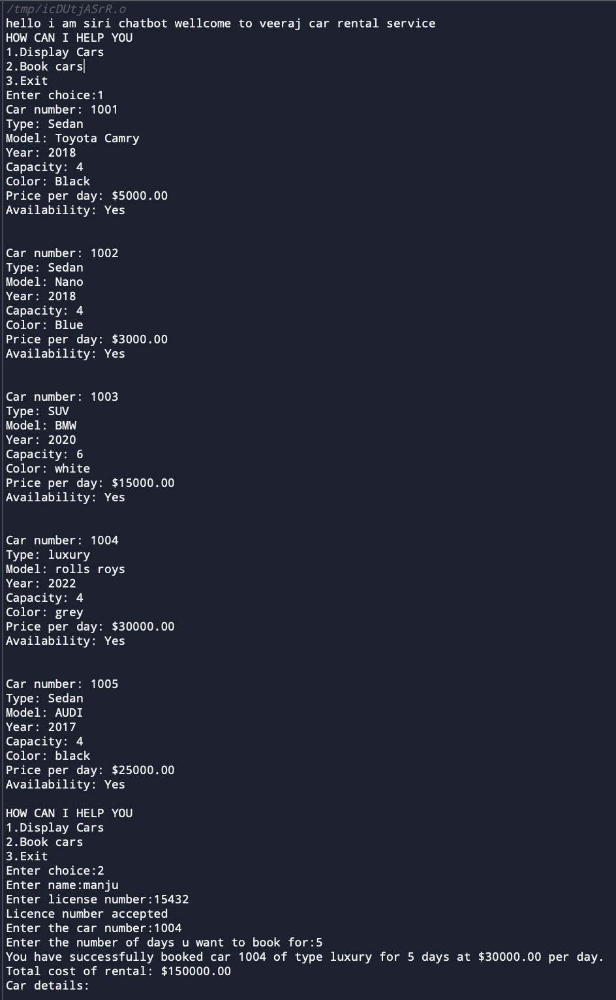 /tmp/icDUtjASrR.o
hello i am siri chatbot wellcome to veeraj car rental service
HOW CAN I HELP YOU
1.Display Cars
2.Book cars
3.Exit
Enter choice:1
Car number: 1001
Type: Sedan
Model: Toyota Camry
Year: 2018
Capacity: 4
Color: Black
Price per day: $5000.00
Availability: Yes
Car number: 1002
Type: Sedan
Model: Nano
Year: 2018
Capacity: 4
Color: Blue
Price per day: $3000.00
Availability: Yes
Car number: 1003
Type: SUV
Model: BMW
Year: 2020
Capacity: 6
Color: white
Price per day: $15000.00
Availability: Yes
Car number: 1004
Type: luxury
Model: rolls roys
Year: 2022
Capacity: 4
Color: grey
Price per day: $30000.00
Availability: Yes
Car number: 1005
Type: Sedan
Model: AUDI
Year: 2017
Capacity: 4
Color: black
Price per day: $25000.00
Availability: Yes
HOW CAN I HELP YOU
1.Display Cars
2.Book cars
3.Exit
Enter choice:2
Enter name:manju
Enter license number:15432
Licence number accepted
Enter the car number:1004
Enter the number of days u want to book for:5
You have successfully booked car 1004 of type luxury for 5 days at $30000.00 per day.
Total cost of rental: $150000.00
Car details: